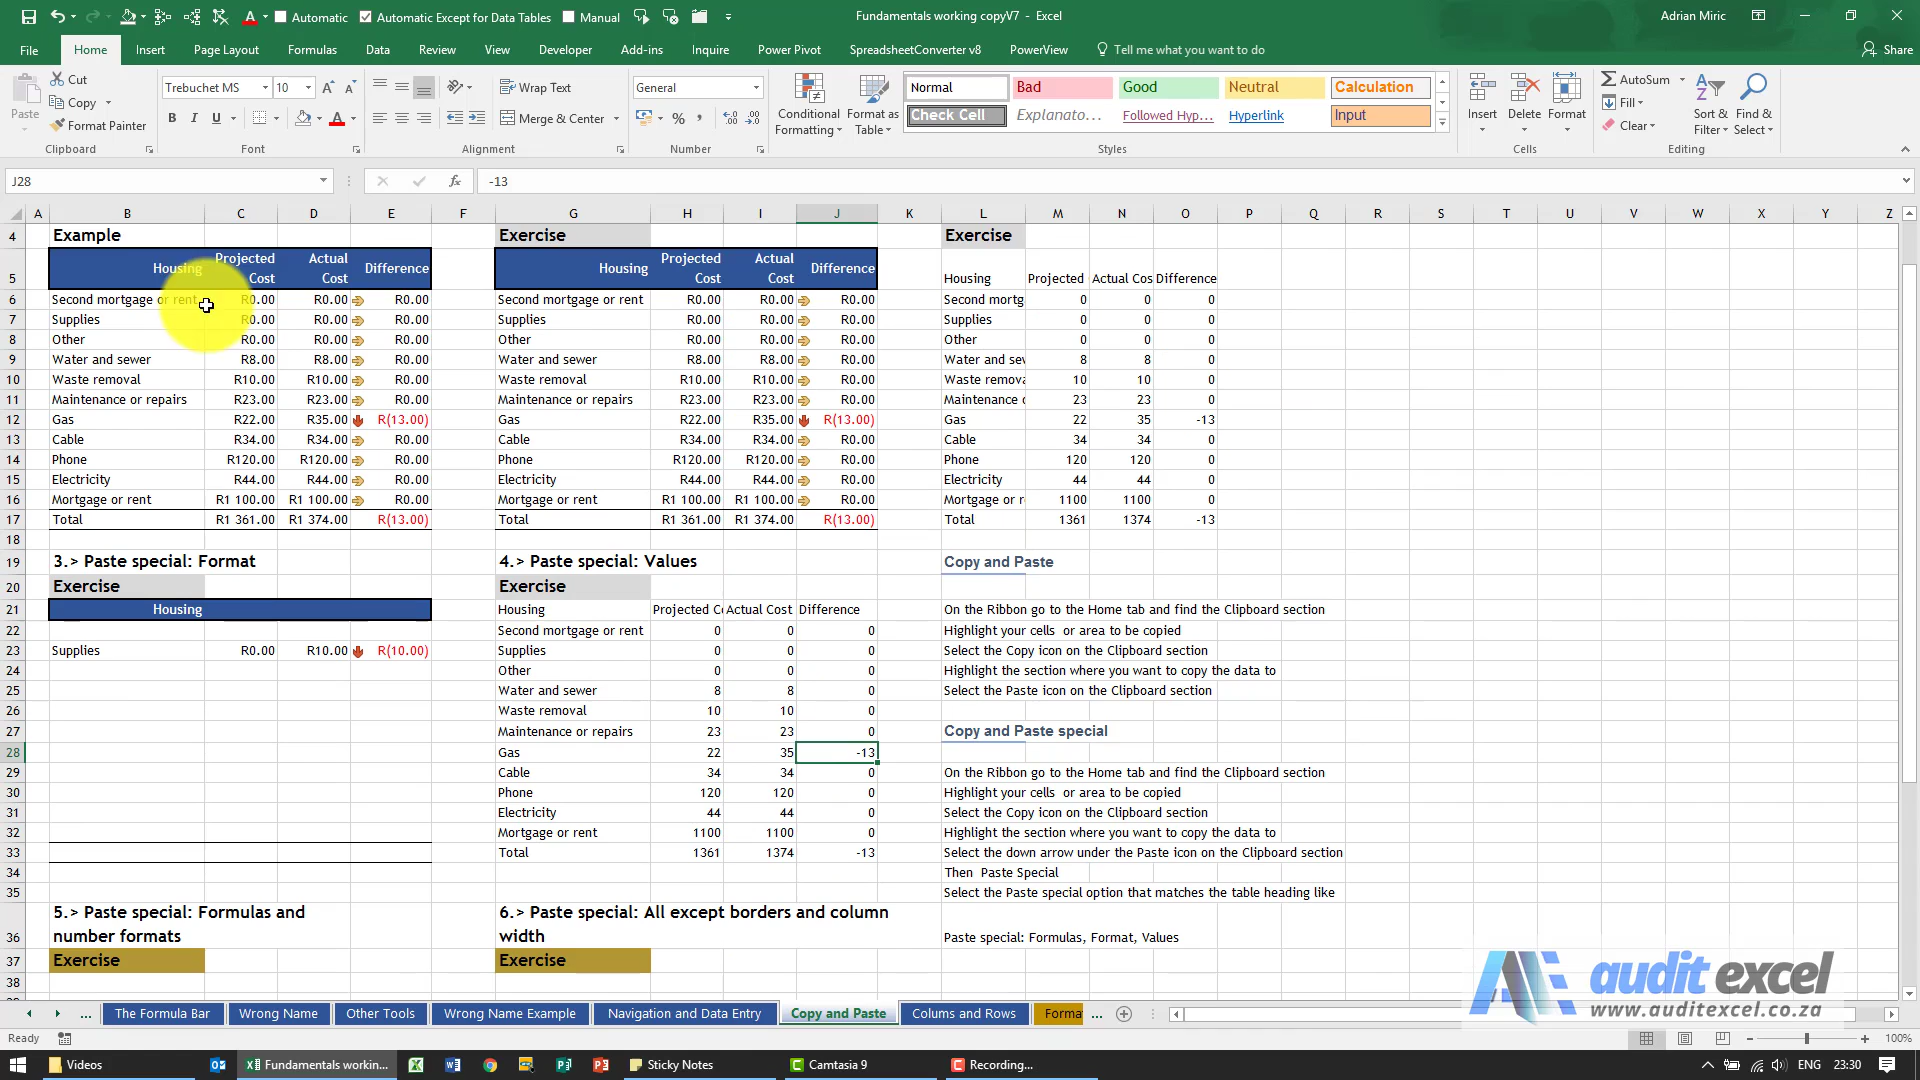 Automatic Automatic Except for Data Tables Manual Fundamentals working copyV7 - Excel Adrian Miric
File Home Insert Page Layout Formulas Data Review View Developer Add-ins Inquire Power Pivot SpreadsheetConverter v8 PowerView Tell me what you want to do Share
Cut
Copy
Format Painter
Paste
Clipboard
Trebuchet MS 10
B I U
Font
Wrap Text
Merge & Center
Alignment
General
Number
Conditional Formatting
Format as Table
Normal Bad Good Neutral Calculation
Check Cell Explanato... Followed Hyp... Hyperlink Input
Styles
Insert Delete Format
Cells
AutoSum
Fill
Clear
Sort & Filter
Find & Select
Editing
J28 fx -13
A B C D E F G H I J K L M N O P Q R S T U V W X Y Z
4 Example Exercise Exercise
5 Housing Projected Cost Actual Cost Difference Housing Projected Cost Actual Cost Difference Housing Projected Actual Cos Difference
6 Second mortgage or rent R0.00 R0.00 R0.00 Second mortgage or rent R0.00 R0.00 R0.00 Second mortg 0 0 0
7 Supplies R0.00 R0.00 R0.00 Supplies R0.00 R0.00 R0.00 Supplies 0 0 0
8 Other R0.00 R0.00 R0.00 Other R0.00 R0.00 R0.00 Other 0 0 0
9 Water and sewer R8.00 R8.00 R0.00 Water and sewer R8.00 R8.00 R0.00 Water and sev 8 8 0
10 Waste removal R10.00 R10.00 R0.00 Waste removal R10.00 R10.00 R0.00 Waste remova 10 10 0
11 Maintenance or repairs R23.00 R23.00 R0.00 Maintenance or repairs R23.00 R23.00 R0.00 Maintenance o 23 23 0
12 Gas R22.00 R35.00 R(13.00) Gas R22.00 R35.00 R(13.00) Gas 22 35 -13
13 Cable R34.00 R34.00 R0.00 Cable R34.00 R34.00 R0.00 Cable 34 34 0
14 Phone R120.00 R120.00 R0.00 Phone R120.00 R120.00 R0.00 Phone 120 120 0
15 Electricity R44.00 R44.00 R0.00 Electricity R44.00 R44.00 R0.00 Electricity 44 44 0
16 Mortgage or rent R1 100.00 R1 100.00 R0.00 Mortgage or rent R1 100.00 R1 100.00 R0.00 Mortgage or r 1100 1100 0
17 Total R1 361.00 R1 374.00 R(13.00) Total R1 361.00 R1 374.00 R(13.00) Total 1361 1374 -13
18
19 3.> Paste special: Format 4.> Paste special: Values Copy and Paste
20 Exercise Exercise
21 Housing Housing Projected Co Actual Cost Difference On the Ribbon go to the Home tab and find the Clipboard section
22 Second mortgage or rent 0 0 0 Highlight your cells or area to be copied
23 Supplies R0.00 R10.00 R(10.00) Supplies 0 0 0 Select the Copy icon on the Clipboard section
24 Other 0 0 0 Highlight the section where you want to copy the data to
25 Water and sewer 8 8 0 Select the Paste icon on the Clipboard section
26 Waste removal 10 10 0
27 Maintenance or repairs 23 23 0 Copy and Paste special
28 Gas 22 35 -13
29 Cable 34 34 0 On the Ribbon go to the Home tab and find the Clipboard section
30 Phone 120 120 0 Highlight your cells or area to be copied
31 Electricity 44 44 0 Select the Copy icon on the Clipboard section
32 Mortgage or rent 1100 1100 0 Highlight the section where you want to copy the data to
33 Total 1361 1374 -13 Select the down arrow under the Paste icon on the Clipboard section
34 Then Paste Special
35 Select the Paste special option that matches the table heading like
36 5.> Paste special: Formulas and number formats 6.> Paste special: All except borders and column width Paste special: Formulas, Format, Values
37 Exercise Exercise
38
audit excel
www.auditexcel.co.za
... The Formula Bar Wrong Name Other Tools Wrong Name Example Navigation and Data Entry Copy and Paste Colums and Rows Format ...
Ready 100%
Videos Fundamentals workin... Sticky Notes Camtasia 9 Recording... ENG 23:30